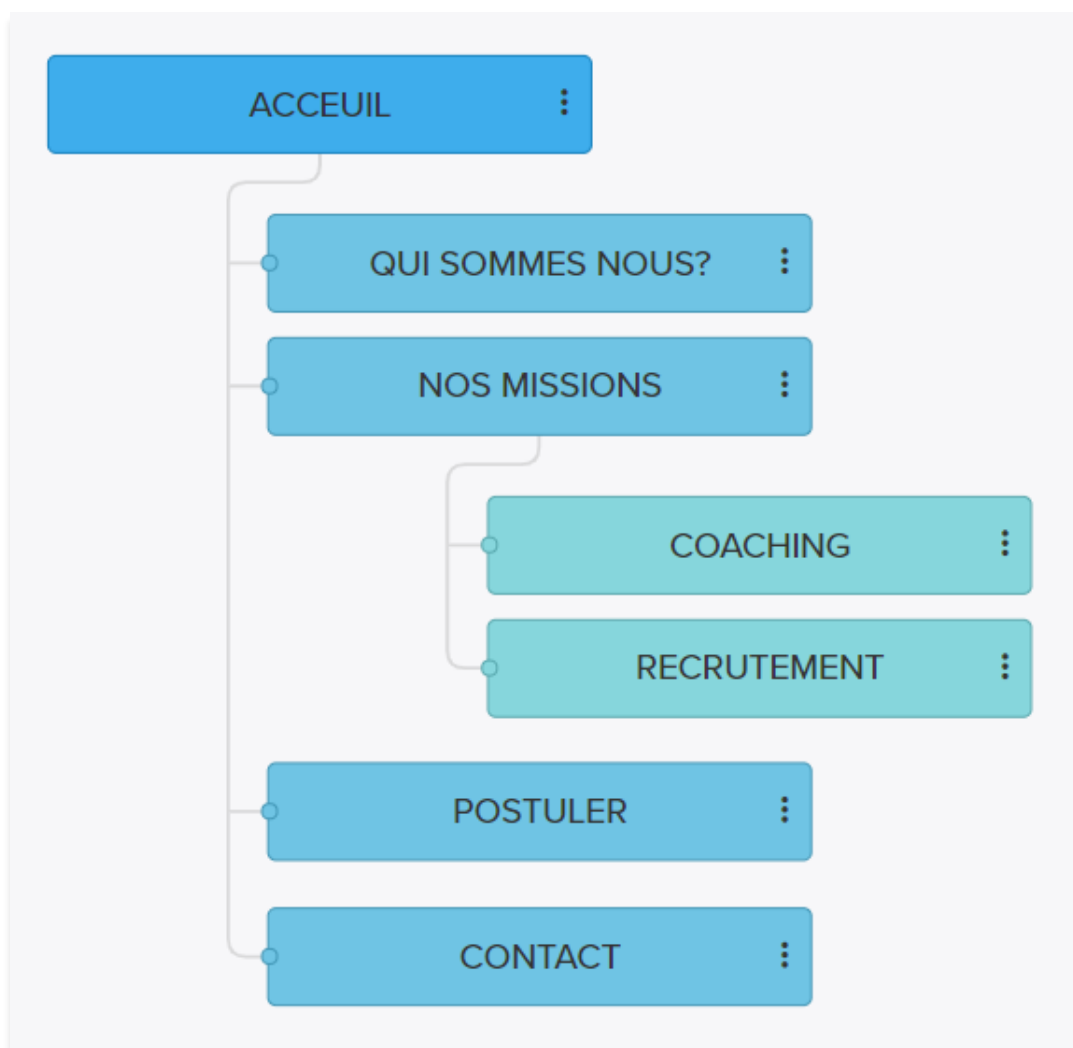 ACCEUIL
QUI SOMMES NOUS?
NOS MISSIONS
COACHING
RECRUTEMENT
POSTULER
CONTACT